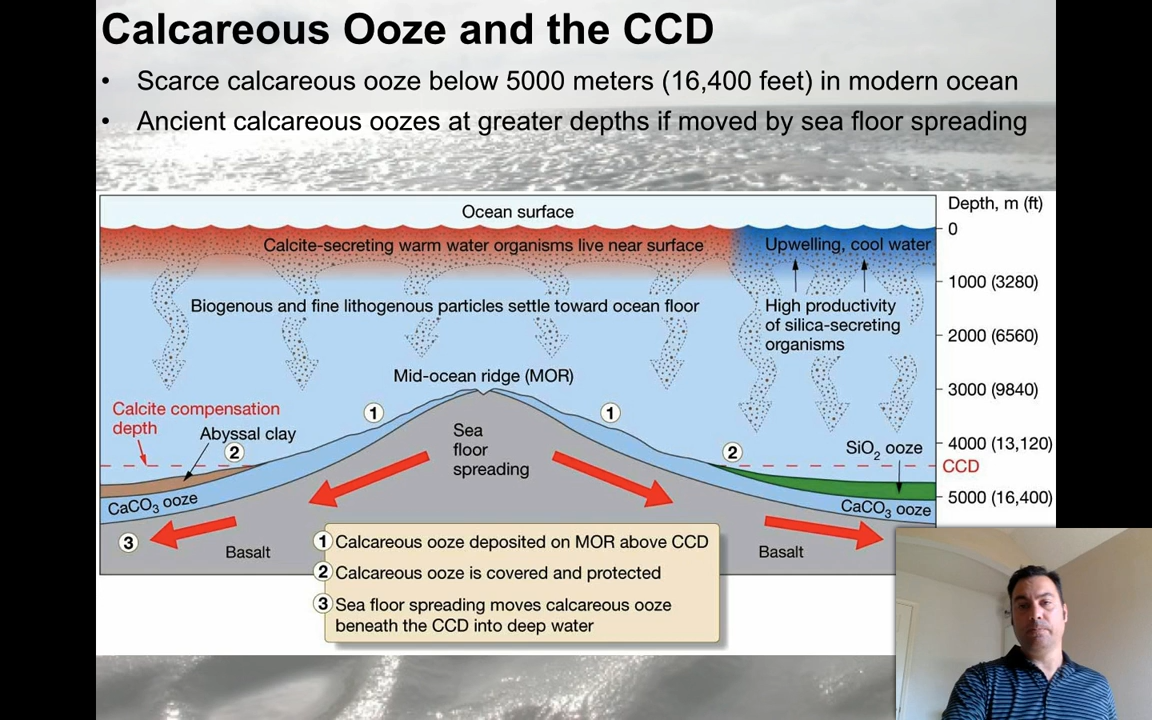 Calcareous Ooze and the CCD
• Scarce calcareous ooze below 5000 meters (16,400 feet) in modern ocean
• Ancient calcareous oozes at greater depths if moved by sea floor spreading
Depth, m (ft)
Ocean surface
0
Calcite-secreting warm water organisms live near surface
Upwelling, cool water
1000 (3280)
Biogenous and fine lithogenous particles settle toward ocean floor
High productivity
of silica-secreting
organisms
2000 (6560)
Mid-ocean ridge (MOR)
3000 (9840)
Calcite compensation
depth
1
1
Abyssal clay
2
Sea
floor
spreading
2
SiO2 ooze
4000 (13,120)
CCD
CaCO3 ooze
CaCO3 ooze
5000 (16,400)
3
Basalt
Basalt
1 Calcareous ooze deposited on MOR above CCD
2 Calcareous ooze is covered and protected
3 Sea floor spreading moves calcareous ooze
beneath the CCD into deep water